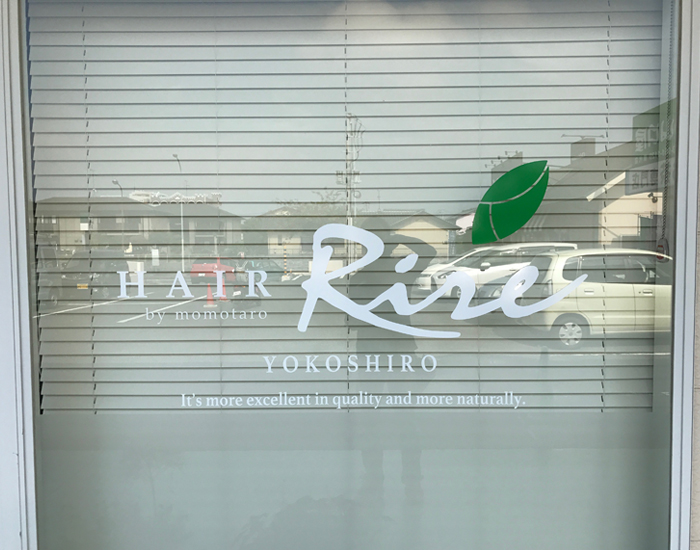 HAIR Rire
by momotaro
YOKOSHIRO
It's more excellent in quality and more naturally.